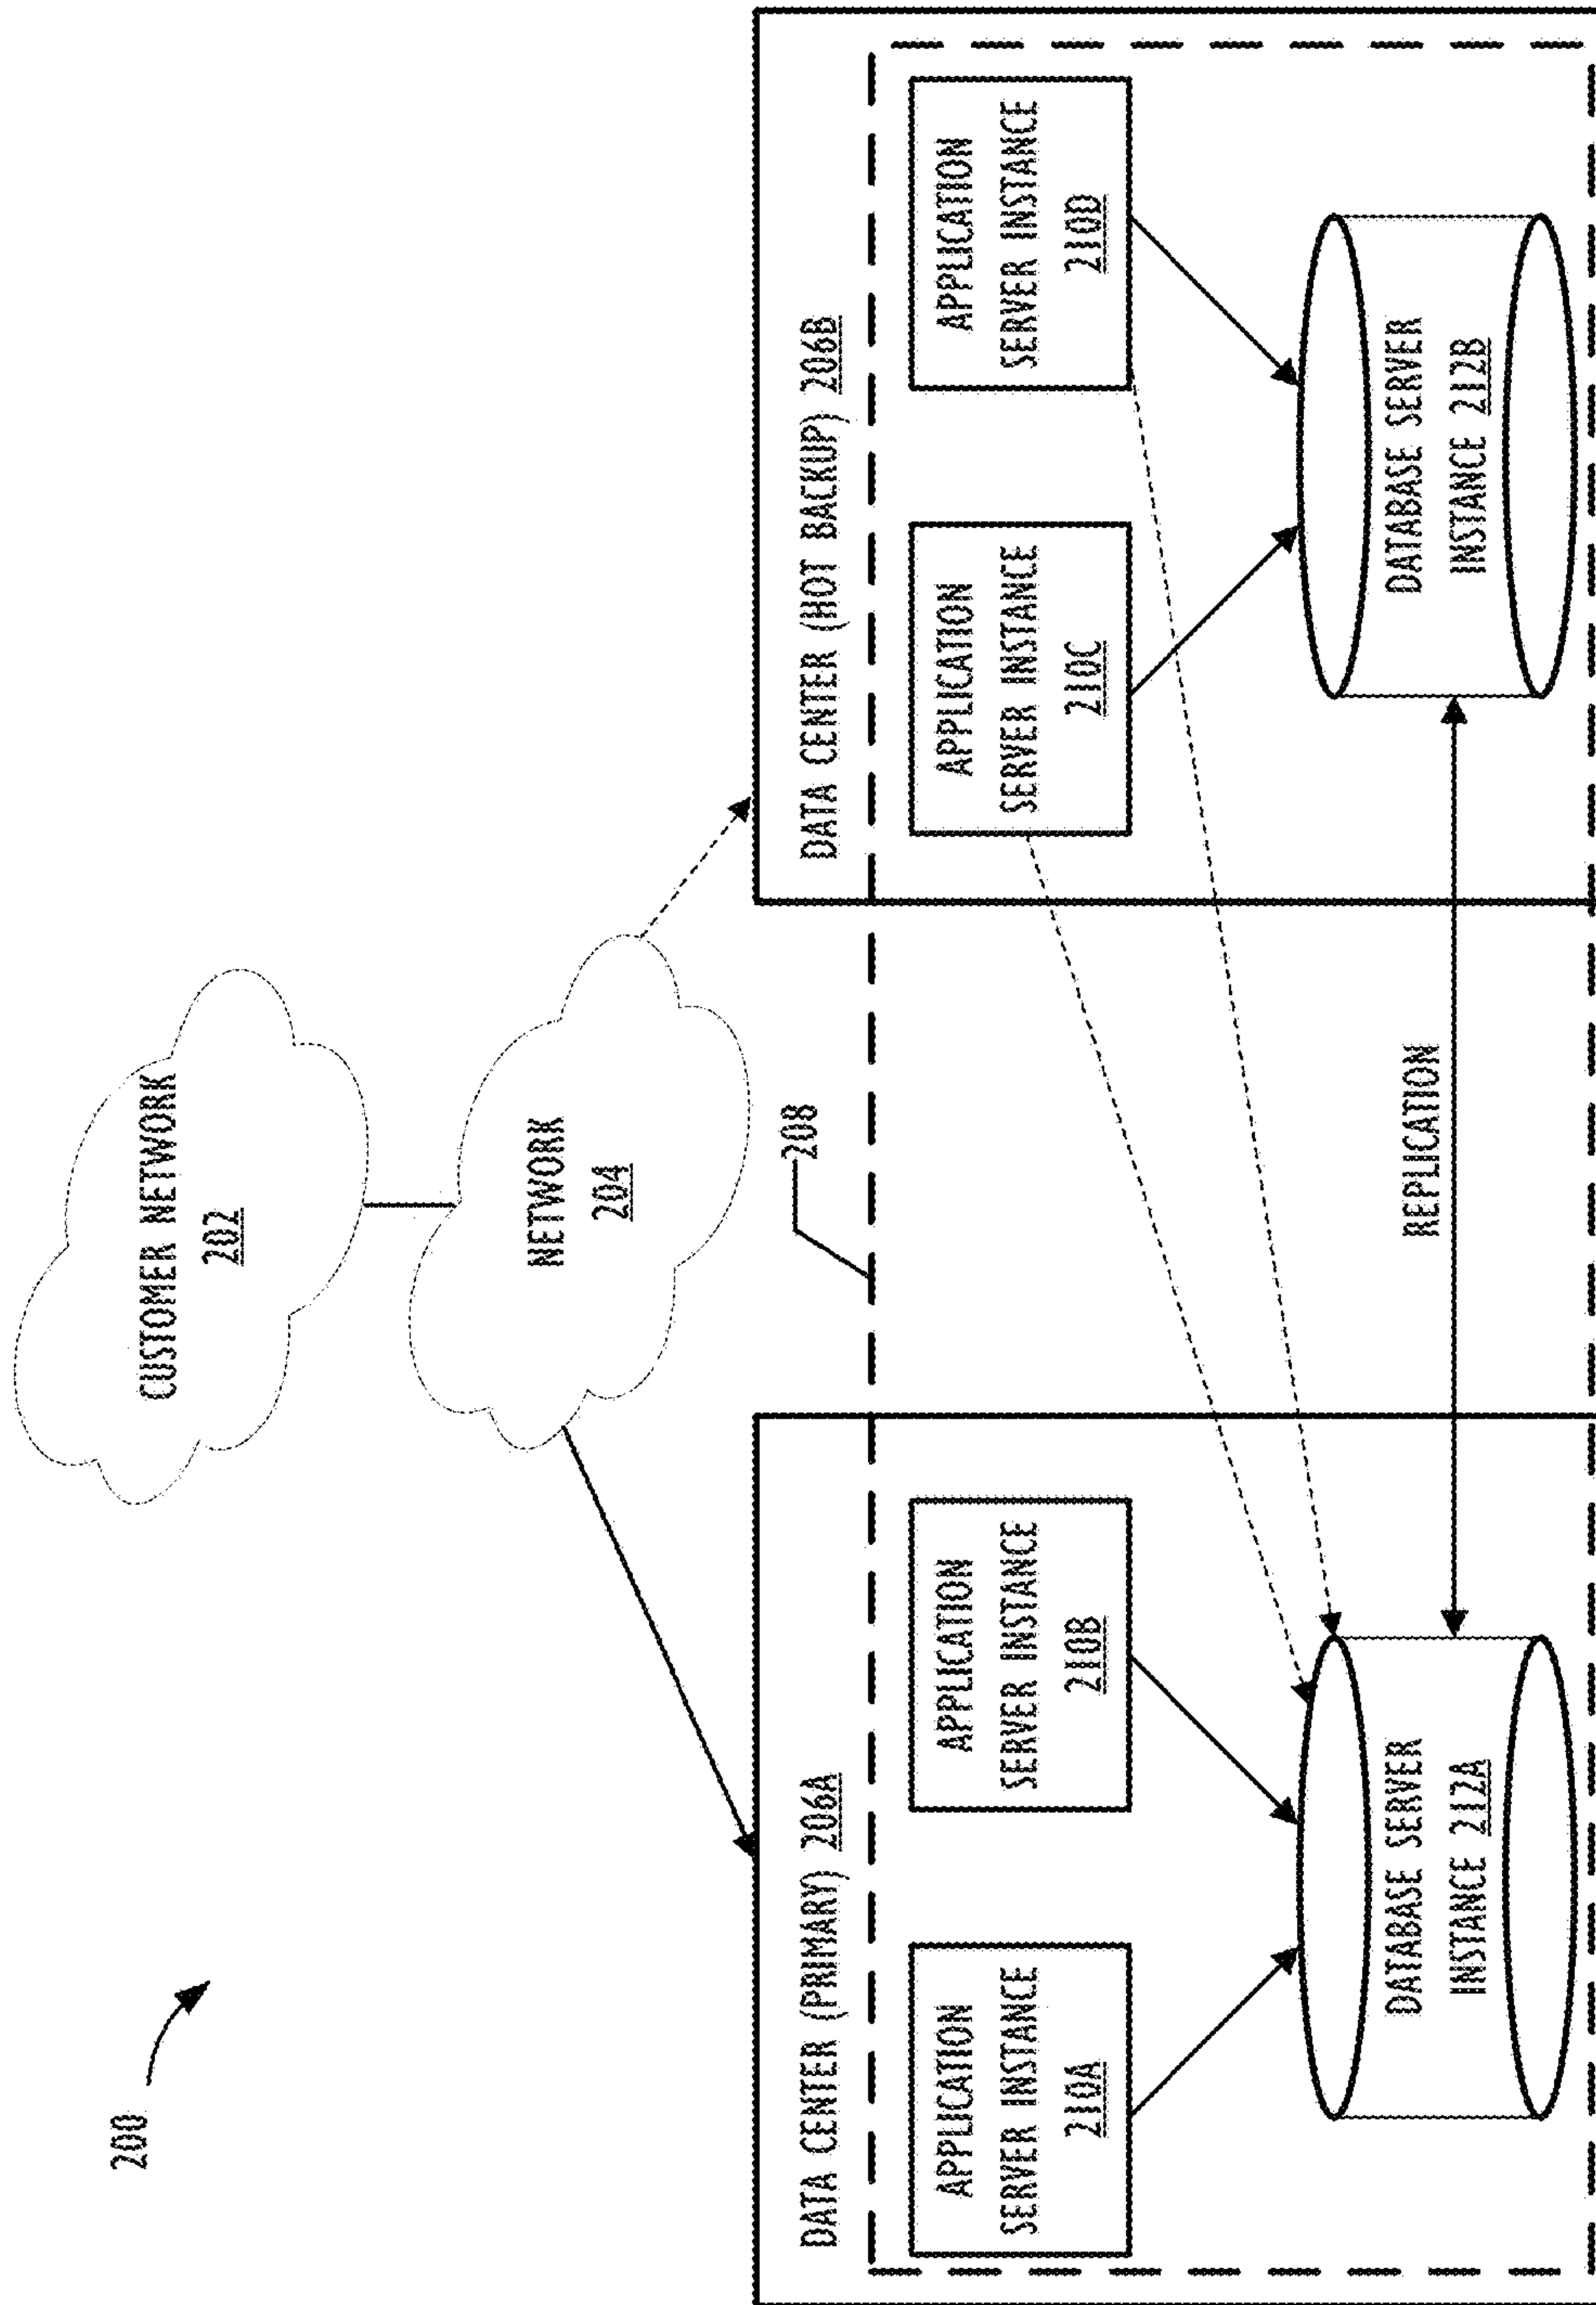 200
CUSTOMER NETWORK
202
NETWORK
204
208
DATA CENTER (PRIMARY) 206A
APPLICATION
SERVER INSTANCE
210A
APPLICATION
SERVER INSTANCE
210B
DATABASE SERVER
INSTANCE 212A
REPLICATION
DATA CENTER (HOT BACKUP) 206B
APPLICATION
SERVER INSTANCE
210C
APPLICATION
SERVER INSTANCE
210D
DATABASE SERVER
INSTANCE 212B